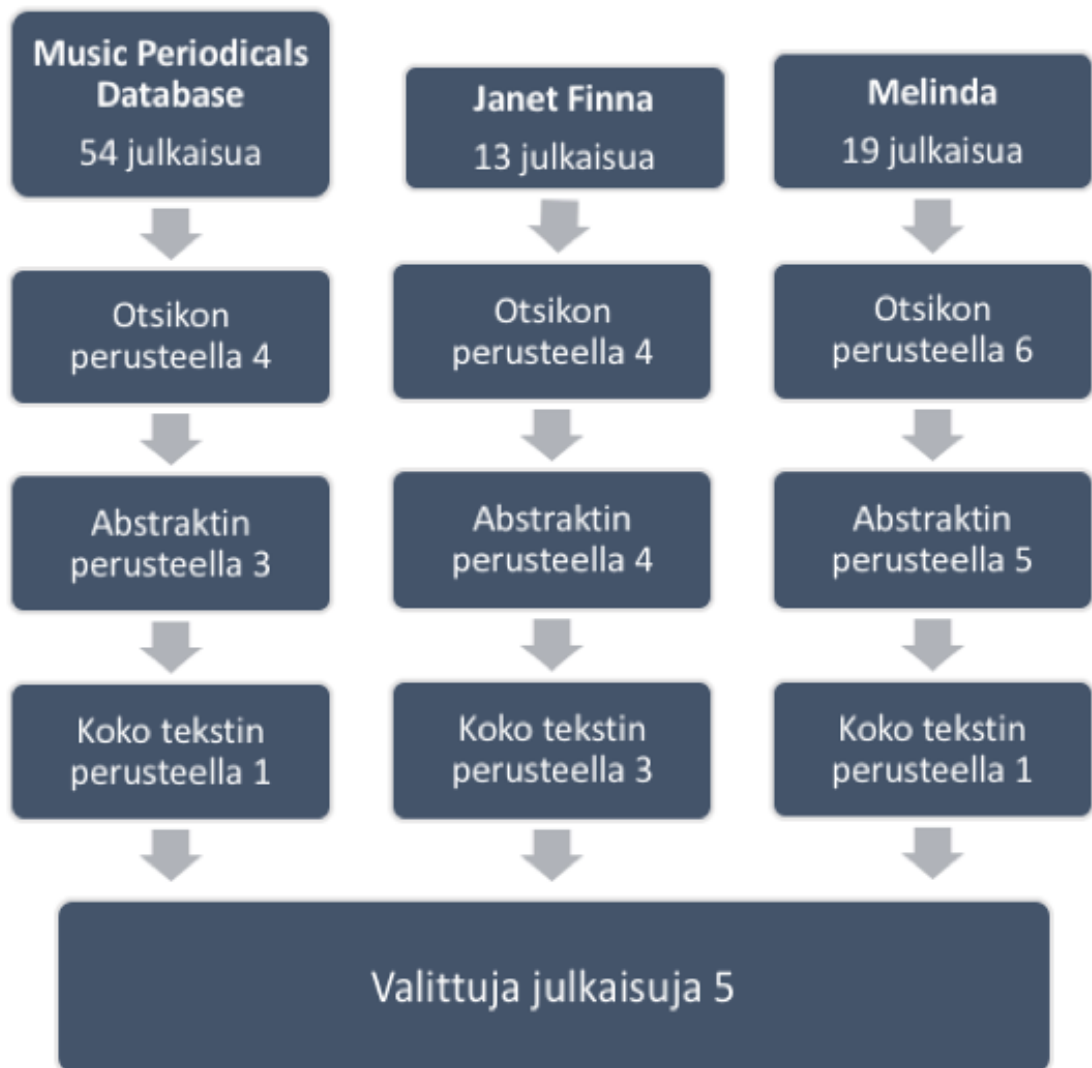 Music Periodicals
Database
54 julkaisua
Janet Finna
13 julkaisua
Melinda
19 julkaisua
Otsikon
perusteella 4
Otsikon
perusteella 4
Otsikon
perusteella 6
Abstraktin
perusteella 3
Abstraktin
perusteella 4
Abstraktin
perusteella 5
Koko tekstin
perusteella 1
Koko tekstin
perusteella 3
Koko tekstin
perusteella 1
Valittuja julkaisuja 5